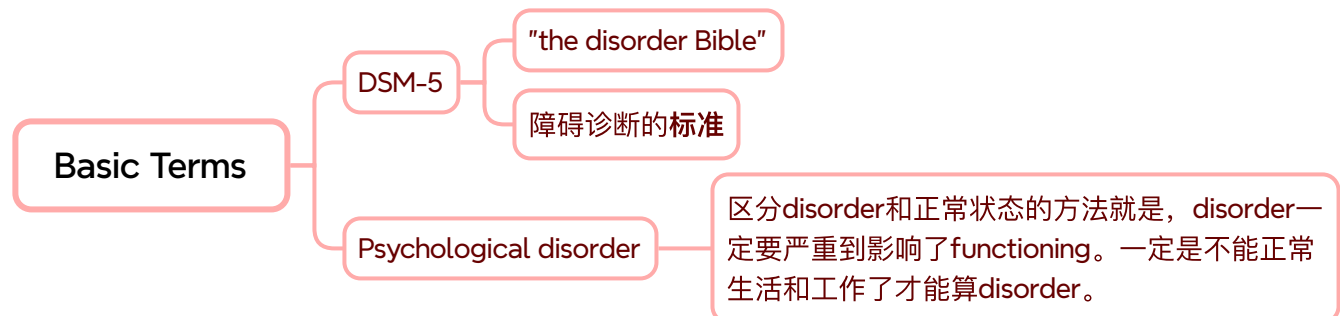 Basic Terms
DSM-5
"the disorder Bible"
障碍诊断的标准
Psychological disorder
区分disorder和正常状态的方法就是，disorder一
定要严重到影响了functioning。一定是不能正常
生活和工作了才能算disorder。